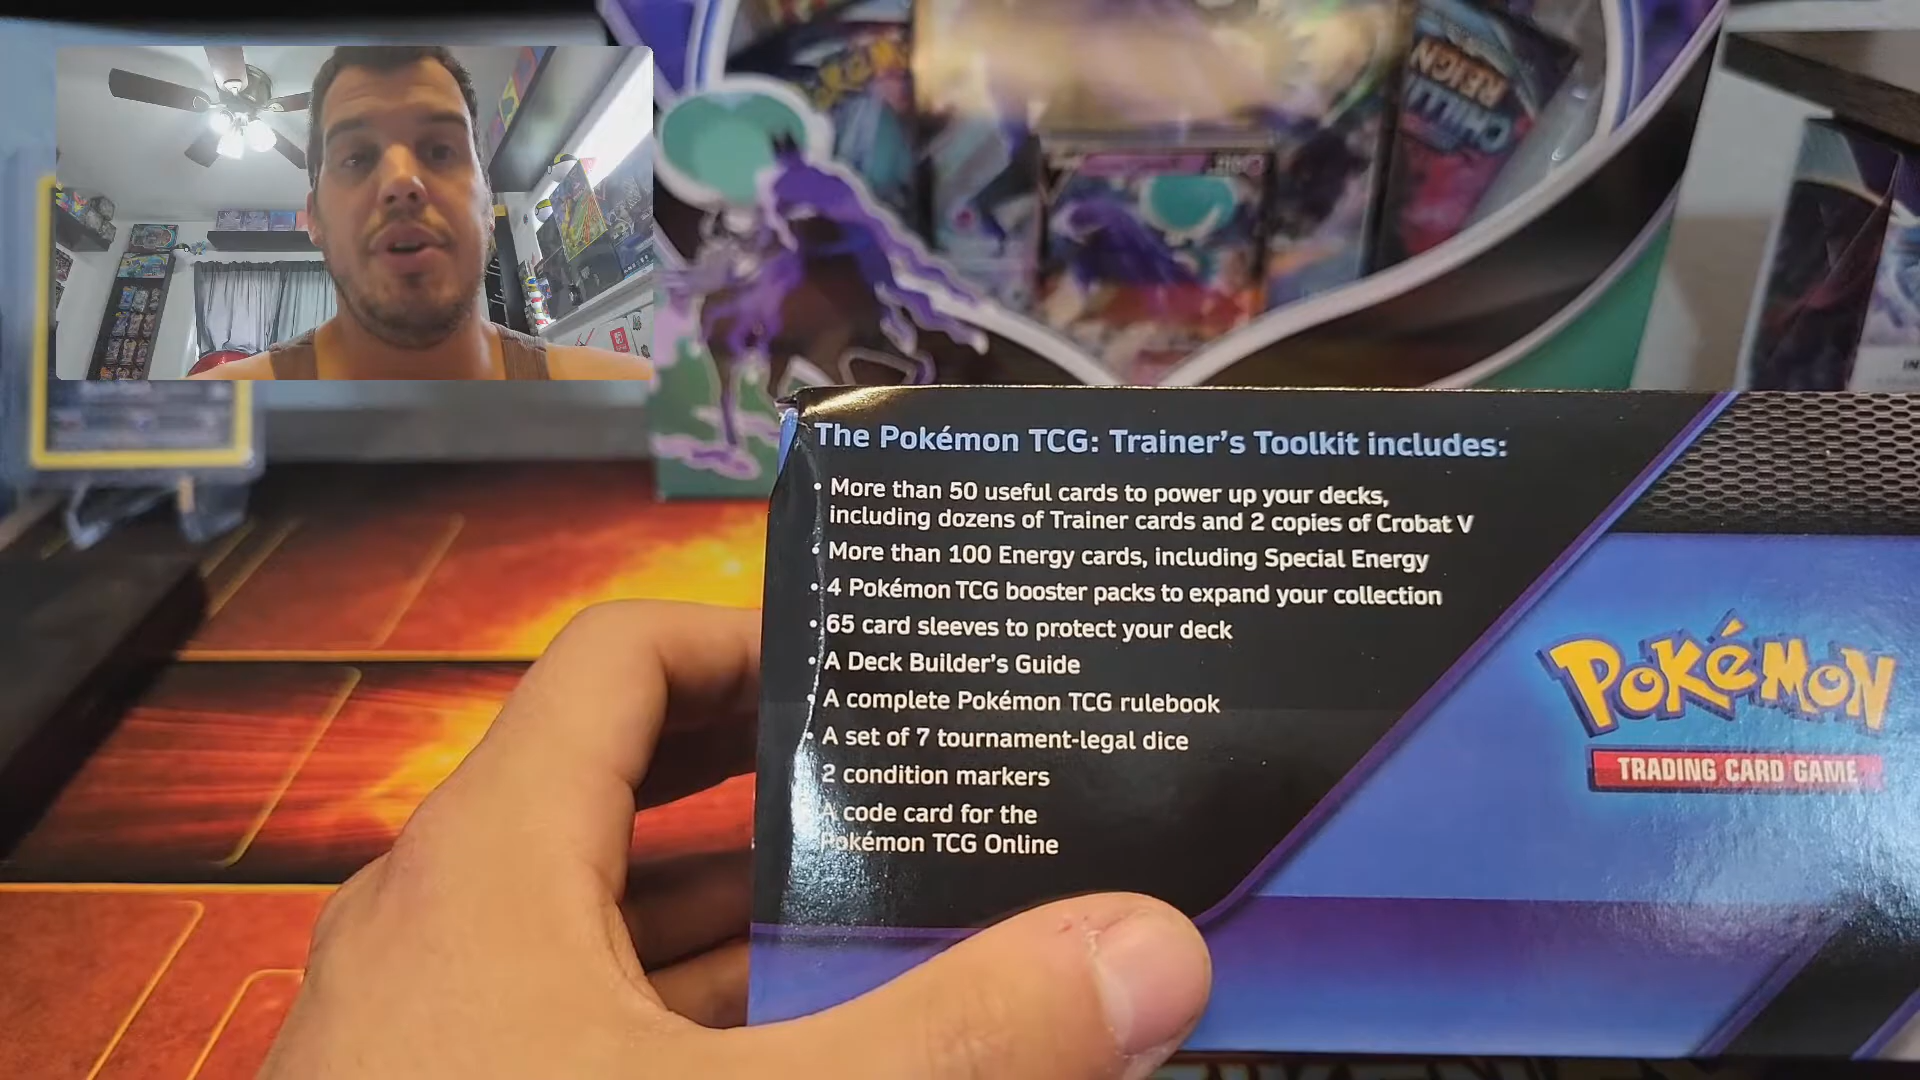 CHILLI
REIGN
The Pokémon TCG: Trainer's Toolkit includes:
• More than 50 useful cards to power up your decks,
including dozens of Trainer cards and 2 copies of Crobat V
• More than 100 Energy cards, including Special Energy
• 4 Pokémon TCG booster packs to expand your collection
• 65 card sleeves to protect your deck
• A Deck Builder's Guide
• A complete Pokémon TCG rulebook
• A set of 7 tournament-legal dice
2 condition markers
A code card for the
Pokémon TCG Online
POKéMON
TRADING CARD GAME